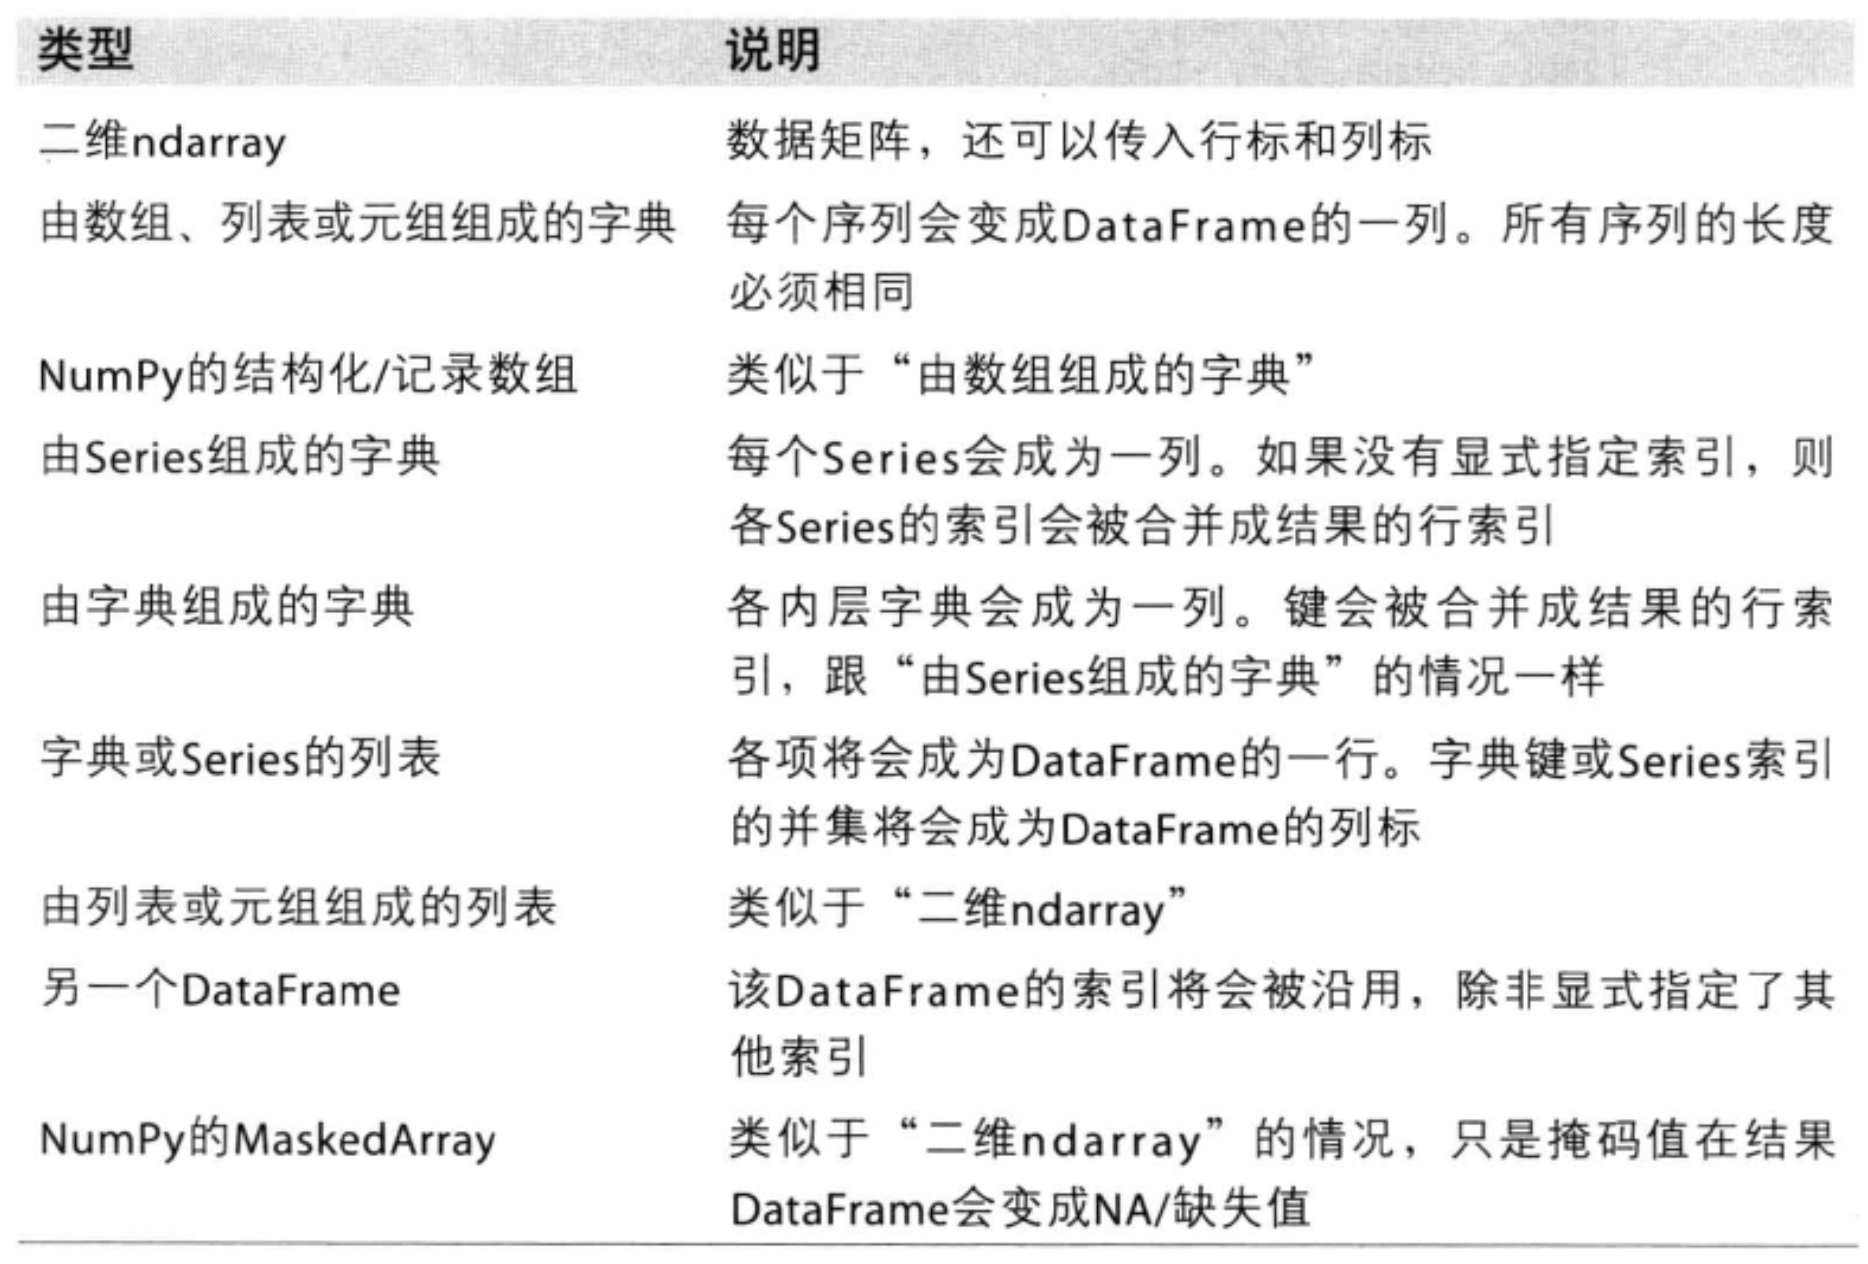 类型 说明
二维ndarray 数据矩阵，还可以传入行标和列标
由数组、列表或元组组成的字典 每个序列会变成DataFrame的一列。所有序列的长度
必须相同
NumPy的结构化/记录数组 类似于“由数组组成的字典”
由Series组成的字典 每个Series会成为一列。如果没有显式指定索引，则
各Series的索引会被合并成结果的行索引
由字典组成的字典 各内层字典会成为一列。键会被合并成结果的行索
引，跟“由Series组成的字典”的情况一样
字典或Series的列表 各项将会成为DataFrame的一行。字典键或Series索引
的并集将会成为DataFrame的列标
由列表或元组组成的列表 类似于“二维ndarray”
另一个DataFrame 该DataFrame的索引将会被沿用，除非显式指定了其
他索引
NumPy的MaskedArray 类似于“二维ndarray”的情况，只是掩码值在结果
DataFrame会变成NA/缺失值